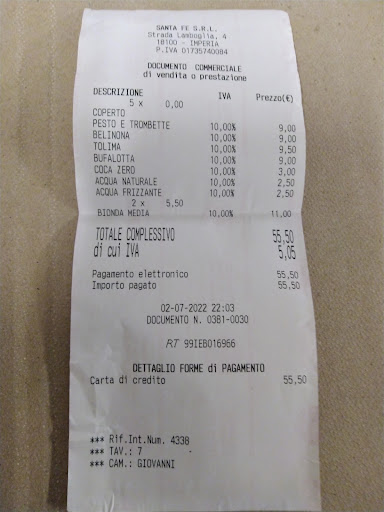 SANTA FE S.R.L.
Strada Lamboglia, 4
18100 - IMPERIA
P.IVA 01735740084
DOCUMENTO COMMERCIALE
di vendita o prestazione
DESCRIZIONE IVA Prezzo(€)
5 x 0,00
COPERTO
PESTO E TROMBETTE 10,00% 9,00
BELINONA 10,00% 9,00
TOLIMA 10,00% 9,50
BUFALOTTA 10,00% 9,00
COCA ZERO 10,00% 3,00
ACQUA NATURALE 10,00% 2,50
ACQUA FRIZZANTE 10,00% 2,50
2 x 5,50
BIONDA MEDIA 10,00% 11,00
TOTALE COMPLESSIVO 55,50
di cui IVA 5,05
Pagamento elettronico 55,50
Importo pagato 55,50
02-07-2022 22:03
DOCUMENTO N. 0381-0030
RT 99IEB016966
DETTAGLIO FORME di PAGAMENTO
Carta di credito 55,50
*** Rif.Int.Num. 4338
*** TAV.: 7
*** CAM.: GIOVANNI